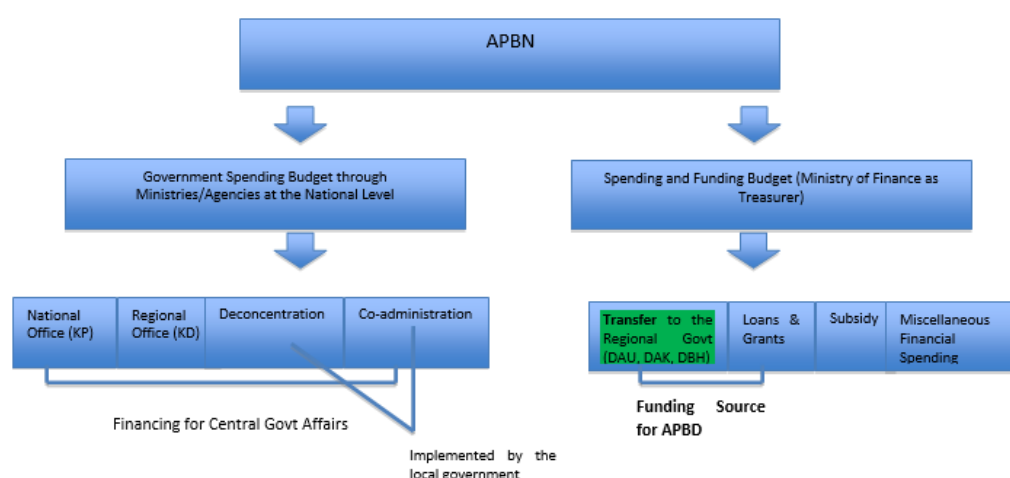 APBN
Government Spending Budget through
Ministries/Agencies at the National Level
Spending and Funding Budget (Ministry of Finance as
Treasurer)
National
Office (KP)
Regional
Office (KD)
Deconcentration
Co-administration
Transfer to the
Regional Govt
(DAU, DAK, DBH)
Loans &
Grants
Subsidy
Miscellaneous
Financial
Spending
Financing for Central Govt Affairs
Funding Source
for APBD
Implemented by the
local government